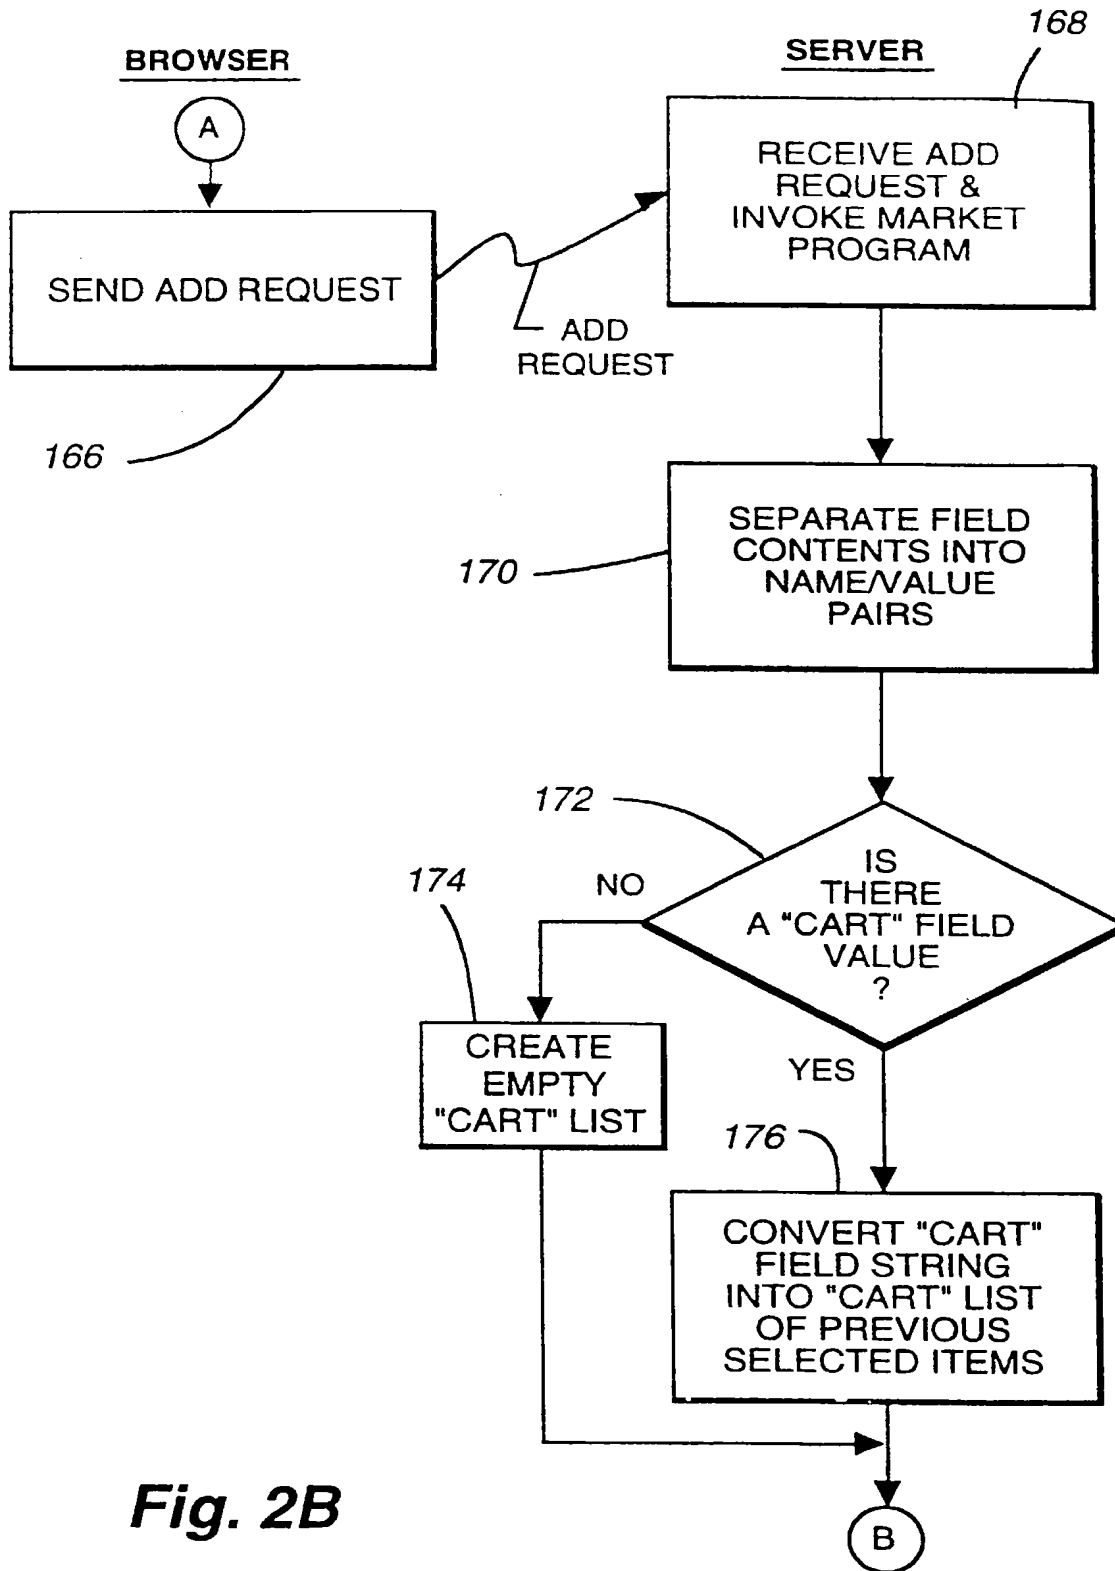 168
BROWSER
SERVER
A
RECEIVE ADD
REQUEST &
INVOKE MARKET
PROGRAM
SEND ADD REQUEST
ADD
REQUEST
166
SEPARATE FIELD
CONTENTS INTO
NAME/VALUE
PAIRS
170
172
IS
THERE
A "CART" FIELD
VALUE
?
174
NO
CREATE
EMPTY
"CART" LIST
YES
176
CONVERT "CART"
FIELD STRING
INTO "CART" LIST
OF PREVIOUS
SELECTED ITEMS
Fig. 2B
B